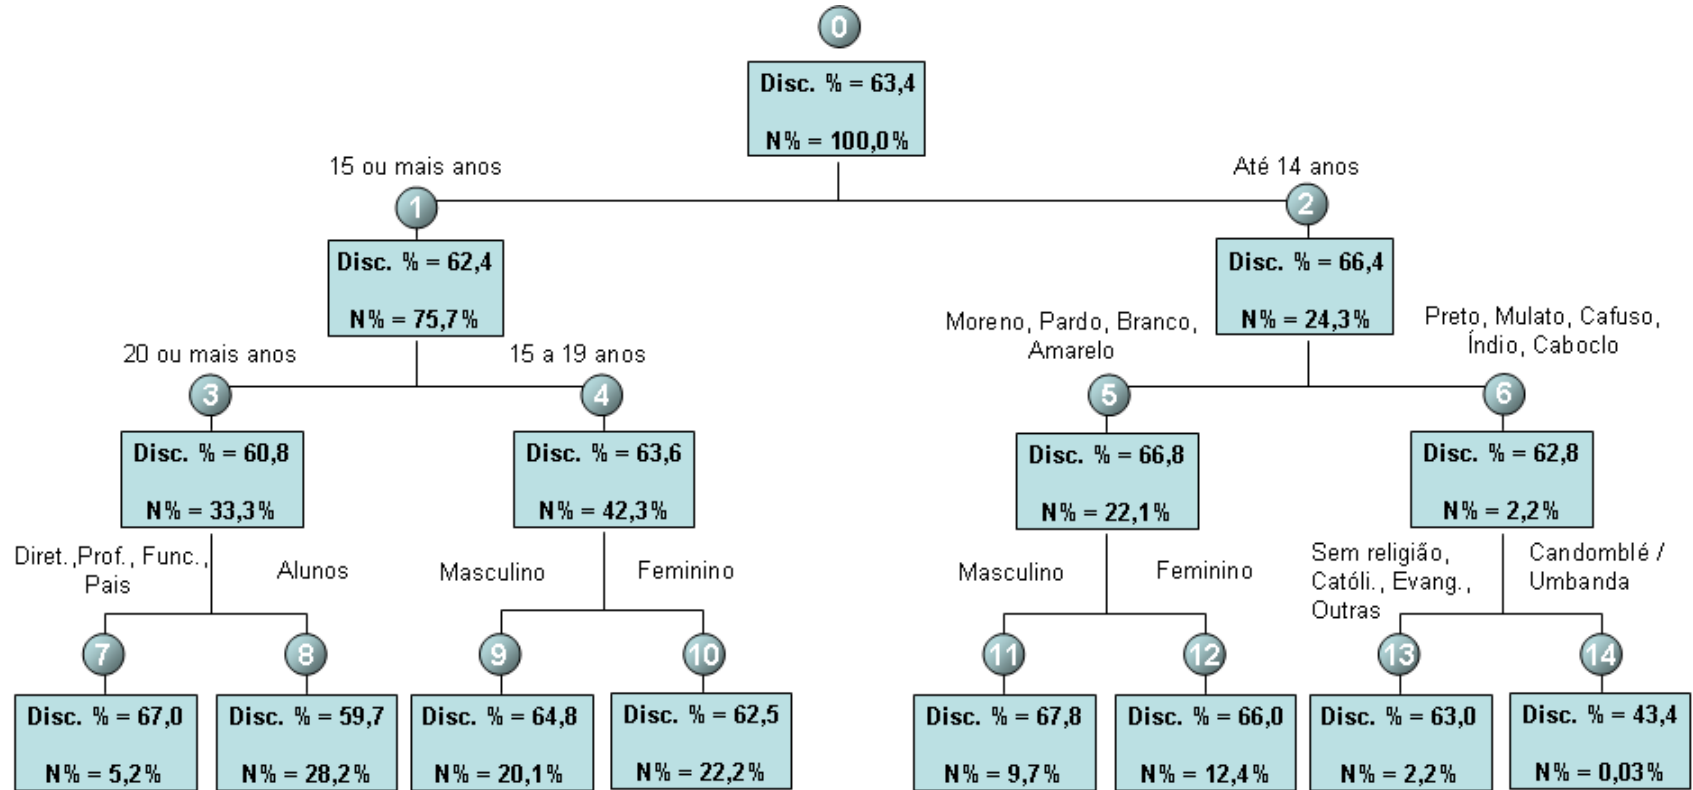 0
Disc. % = 63,4
N% = 100,0%
15 ou mais anos
Até 14 anos
1
2
Disc. % = 62,4
N% = 75,7%
Disc. % = 66,4
N% = 24,3%
20 ou mais anos
15 a 19 anos
Moreno, Pardo, Branco,
Amarelo
Preto, Mulato, Cafuso,
Índio, Caboclo
3
4
5
6
Disc. % = 60,8
N% = 33,3%
Disc. % = 63,6
N% = 42,3%
Disc. % = 66,8
N% = 22,1%
Disc. % = 62,8
N% = 2,2%
Diret.,Prof., Func.,
Pais
Alunos
Masculino
Feminino
Masculino
Feminino
Sem religião,
Católi., Evang.,
Outras
Candomblé /
Umbanda
7
8
9
10
11
12
13
14
Disc. % = 67,0
N% = 5,2%
Disc. % = 59,7
N% = 28,2%
Disc. % = 64,8
N% = 20,1%
Disc. % = 62,5
N% = 22,2%
Disc. % = 67,8
N% = 9,7%
Disc. % = 66,0
N% = 12,4%
Disc. % = 63,0
N% = 2,2%
Disc. % = 43,4
N% = 0,03%